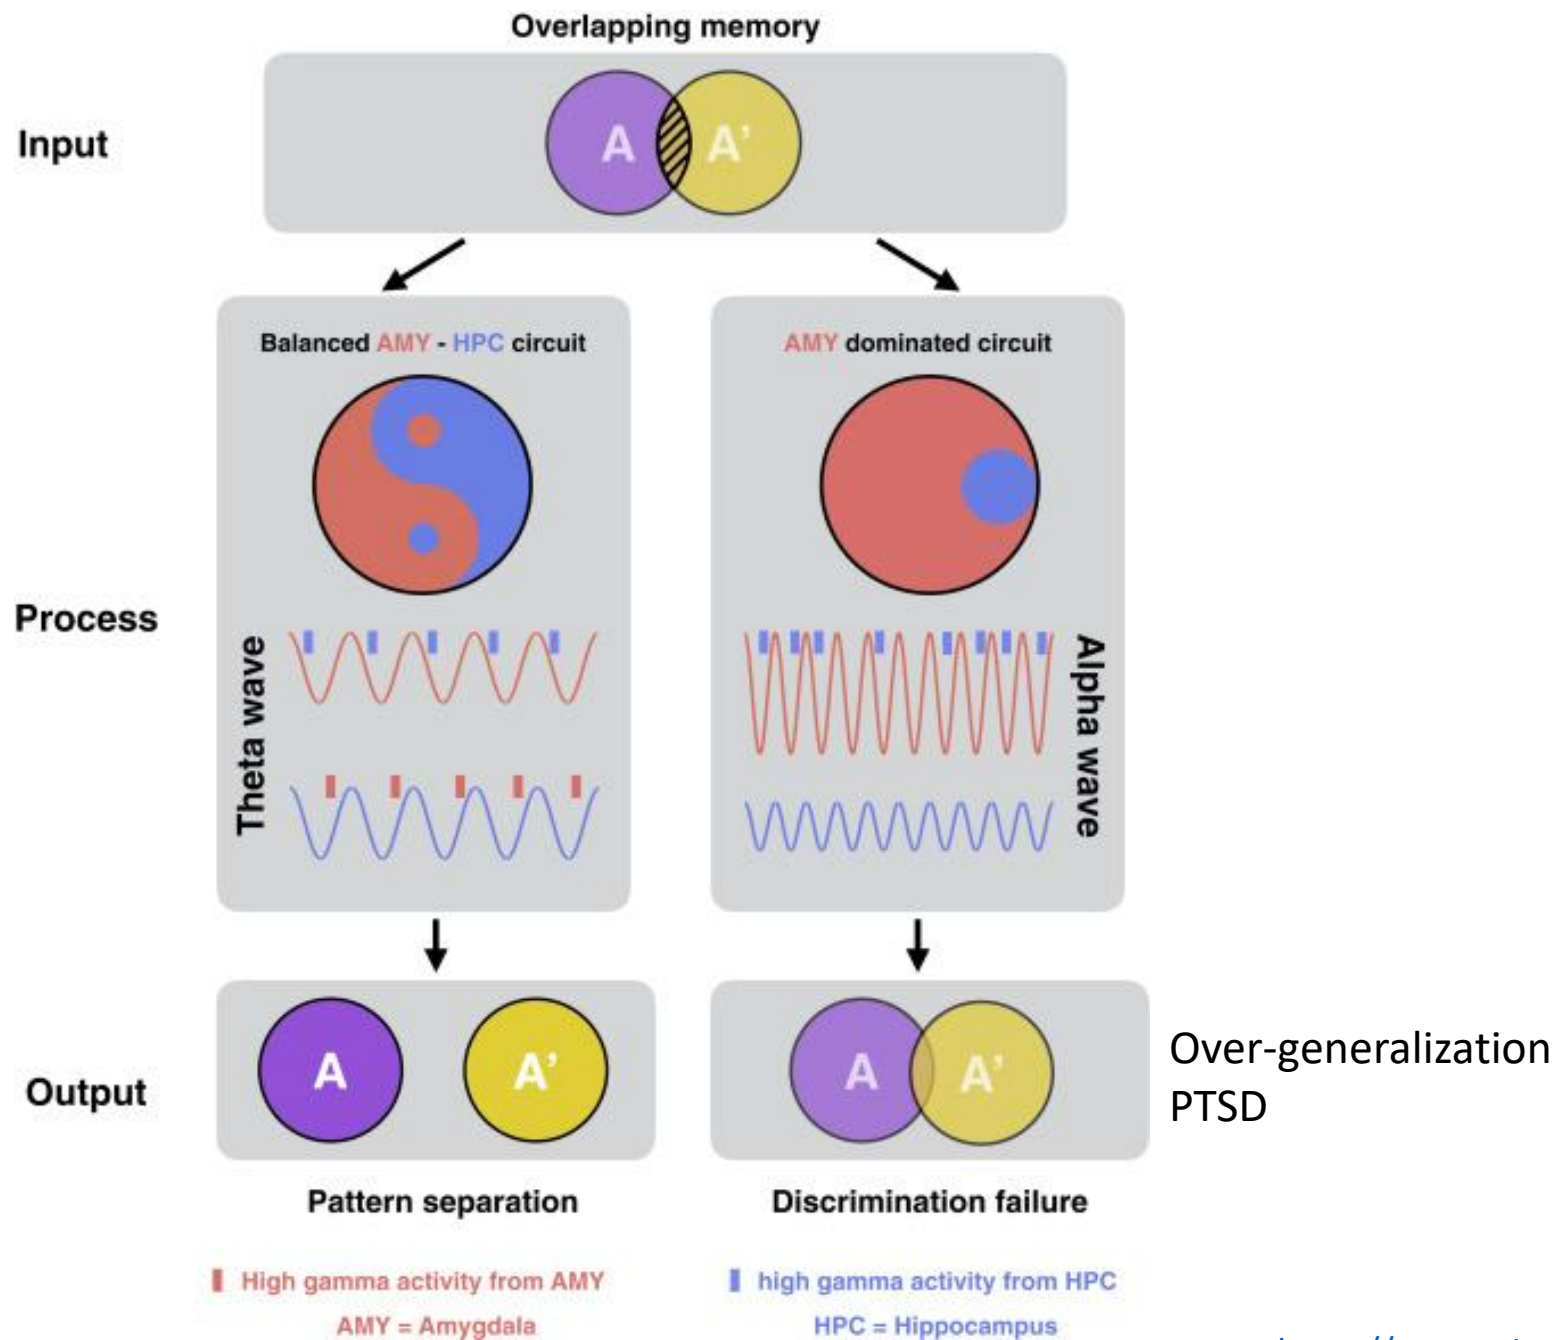 Overlapping memory
Input
A A’
Balanced AMY - HPC circuit
AMY dominated circuit
Process
Theta wave
Alpha wave
Output
A A’
A A’
Over-generalization
PTSD
Pattern separation
Discrimination failure
High gamma activity from AMY
high gamma activity from HPC
AMY = Amygdala
HPC = Hippocampus